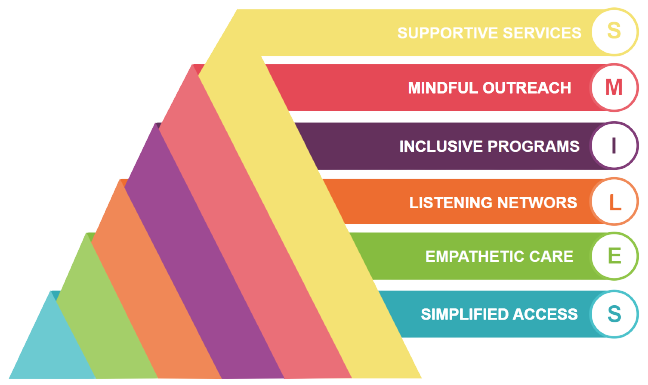 SUPPORTIVE SERVICES S
MINDFUL OUTREACH M
INCLUSIVE PROGRAMS I
LISTENING NETWORS L
EMPATHETIC CARE E
SIMPLIFIED ACCESS S